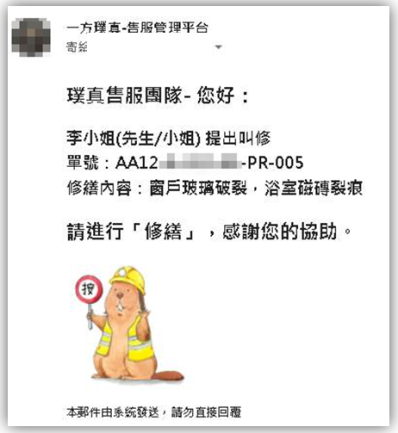 一方璞真-售服管理平台
寄給
璞真售服團隊- 您好：
李小姐(先生/小姐) 提出叫修
單號：AA12 -PR-005
修繕內容：窗戶玻璃破裂，浴室磁磚裂痕
請進行「修繕」，感謝您的協助。
按
本郵件由系統發送，請勿直接回覆